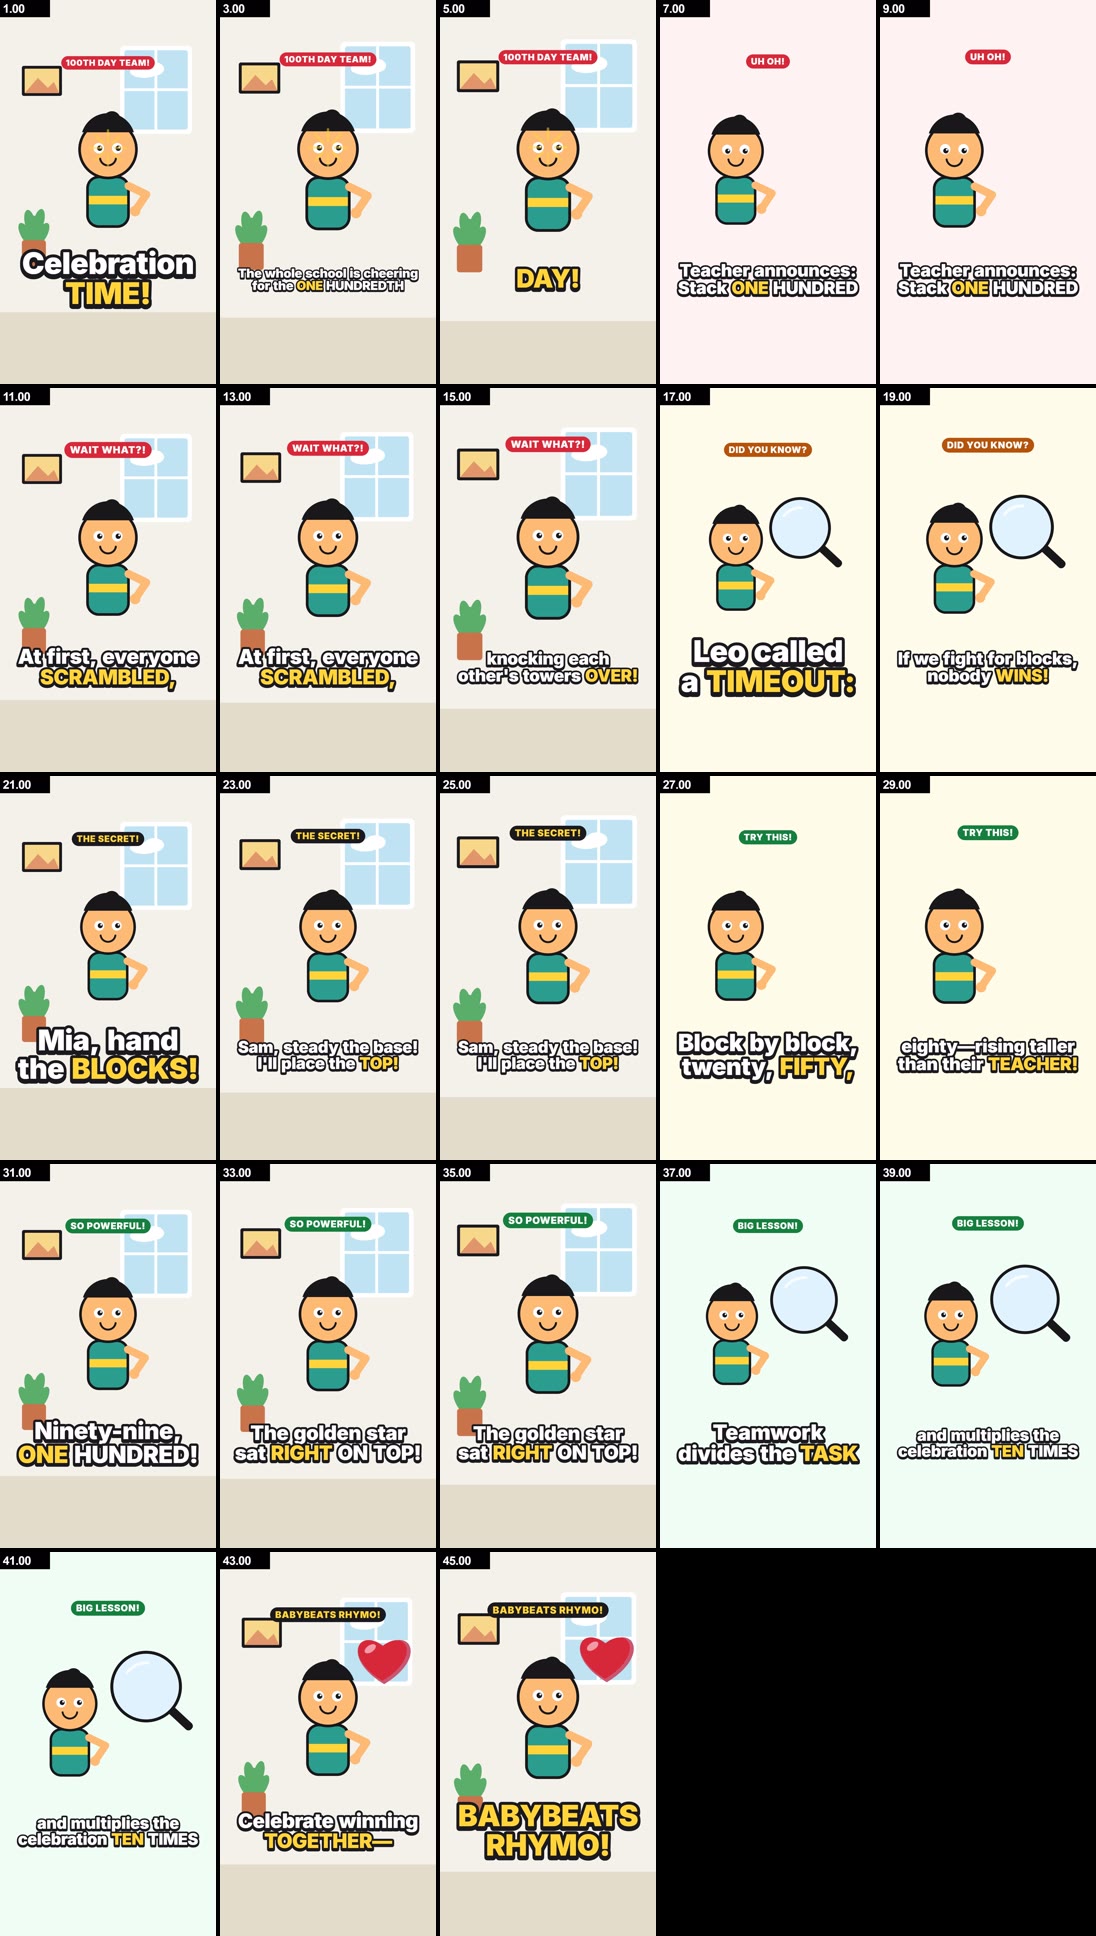 1.00
100TH DAY TEAM!
Celebration
TIME!
3.00
100TH DAY TEAM!
The whole school is cheering
for the ONE HUNDREDTH
5.00
100TH DAY TEAM!
DAY!
7.00
UH OH!
Teacher announces:
Stack ONE HUNDRED
9.00
UH OH!
Teacher announces:
Stack ONE HUNDRED
11.00
WAIT WHAT?!
At first, everyone
SCRAMBLED,
13.00
WAIT WHAT?!
At first, everyone
SCRAMBLED,
15.00
WAIT WHAT?!
knocking each
other's towers OVER!
17.00
DID YOU KNOW?
Leo called
a TIMEOUT:
19.00
DID YOU KNOW?
If we fight for blocks,
nobody WINS!
21.00
THE SECRET!
Mia, hand
the BLOCKS!
23.00
THE SECRET!
Sam, steady the base!
I'll place the TOP!
25.00
THE SECRET!
Sam, steady the base!
I'll place the TOP!
27.00
TRY THIS!
Block by block,
twenty, FIFTY,
29.00
TRY THIS!
eighty—rising taller
than their TEACHER!
31.00
SO POWERFUL!
Ninety-nine,
ONE HUNDRED!
33.00
SO POWERFUL!
The golden star
sat RIGHT ON TOP!
35.00
SO POWERFUL!
The golden star
sat RIGHT ON TOP!
37.00
BIG LESSON!
Teamwork
divides the TASK
39.00
BIG LESSON!
and multiplies the
celebration TEN TIMES
41.00
BIG LESSON!
and multiplies the
celebration TEN TIMES
43.00
BABYBEATS RHYMO!
Celebrate winning
TOGETHER—
45.00
BABYBEATS RHYMO!
BABYBEATS
RHYMO!